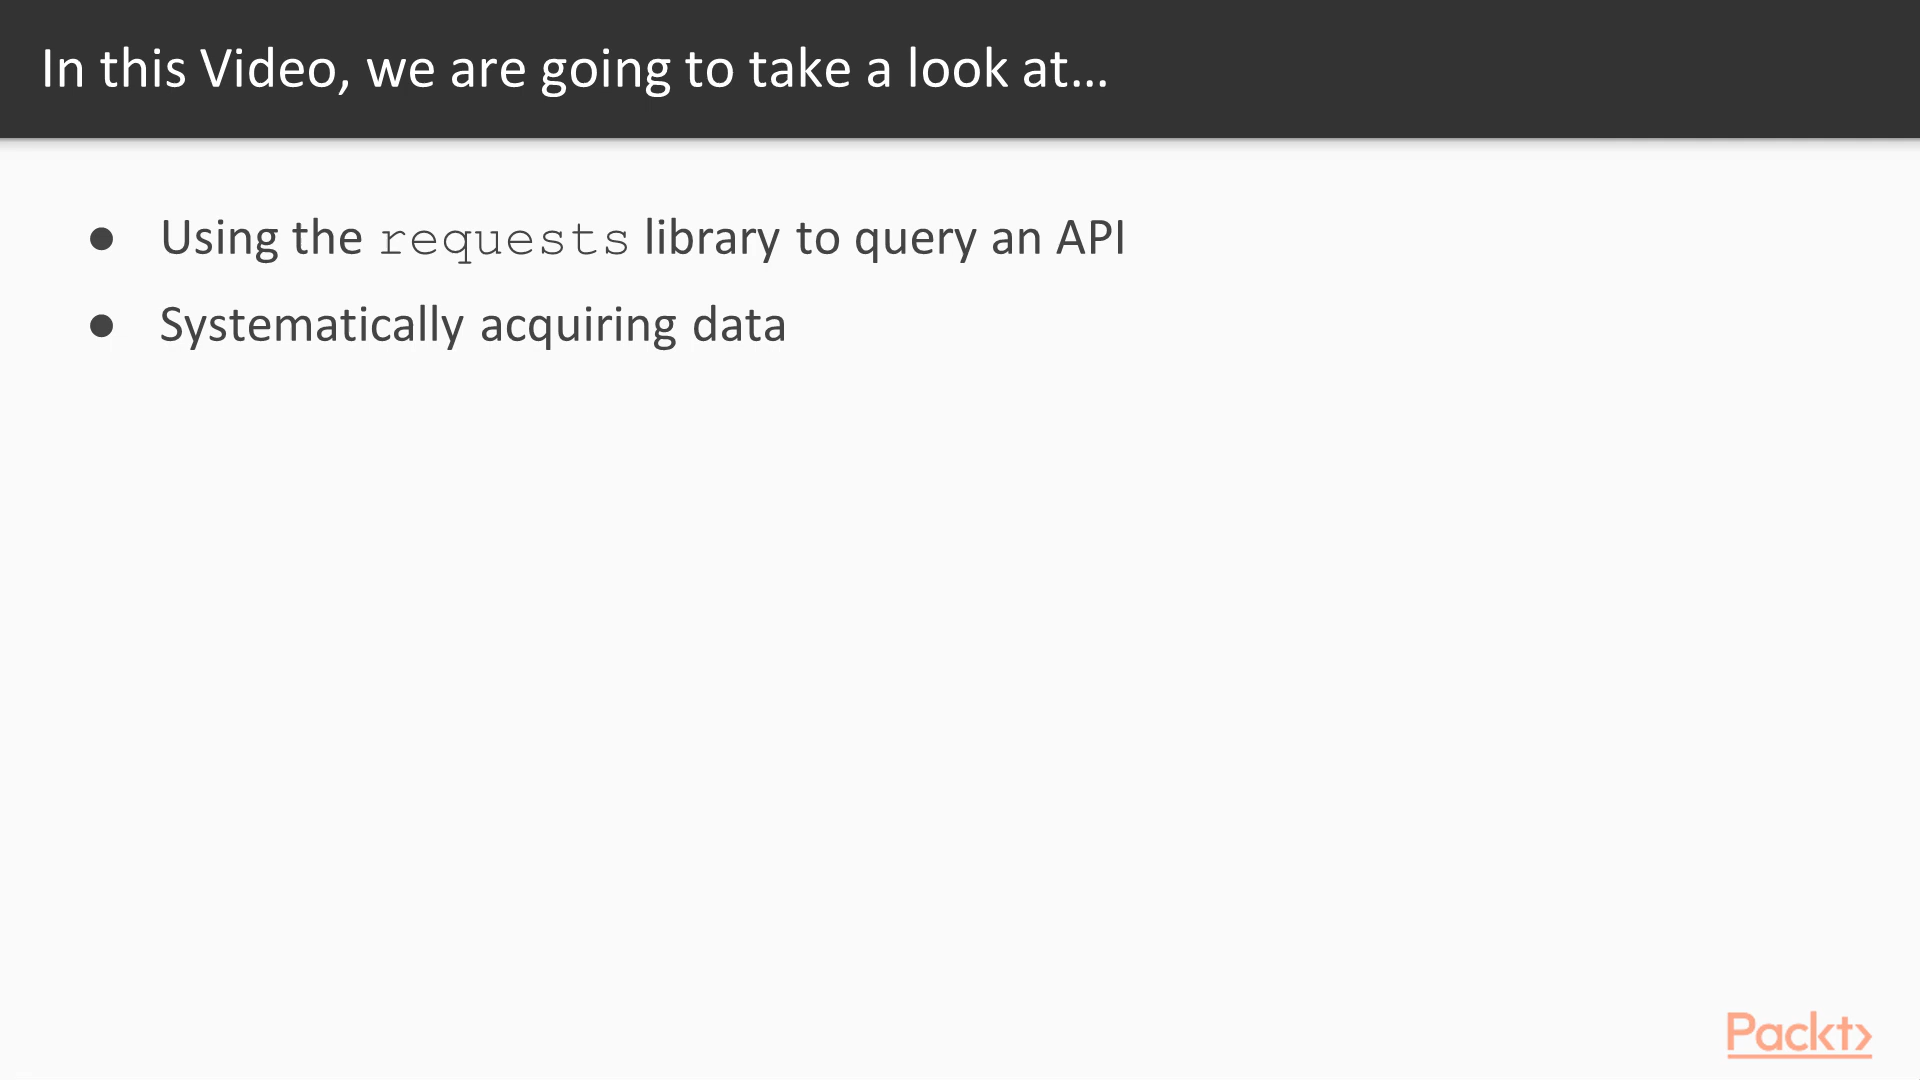 In this Video, we are going to take a look at...
● Using the requests library to query an API
● Systematically acquiring data
Packt>